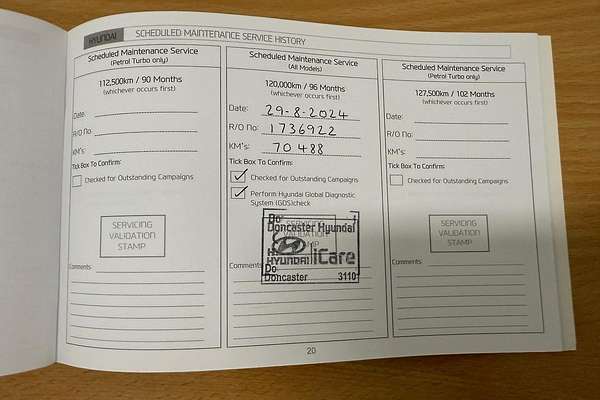 HYUNDAI SCHEDULED MAINTENANCE SERVICE HISTORY
Scheduled Maintenance Service
(Petrol Turbo only)
112,500km / 90 Months
(whichever occurs first)
Date:
R/O No:
KM's:
Tick Box To Confirm:
Checked for Outstanding Campaigns
SERVICING
VALIDATION
STAMP
Comments
Scheduled Maintenance Service
(All Models)
120,000km / 96 Months
(whichever occurs first)
Date: 29-8-2024
R/O No: 1736922
KM's: 70488
Tick Box To Confirm:
Checked for Outstanding Campaigns
Perform Hyundai Global Diagnostic
System (GDS)check
Do
Doncaster Hyundai
SERVICING
STAMP
HYUNDAI iCare
Do
Doncaster 3110
Comments
Scheduled Maintenance Service
(Petrol Turbo only)
127,500km / 102 Months
(whichever occurs first)
Date:
R/O No:
KM's:
Tick Box To Confirm:
Checked for Outstanding Campaigns
SERVICING
VALIDATION
STAMP
Comments
20